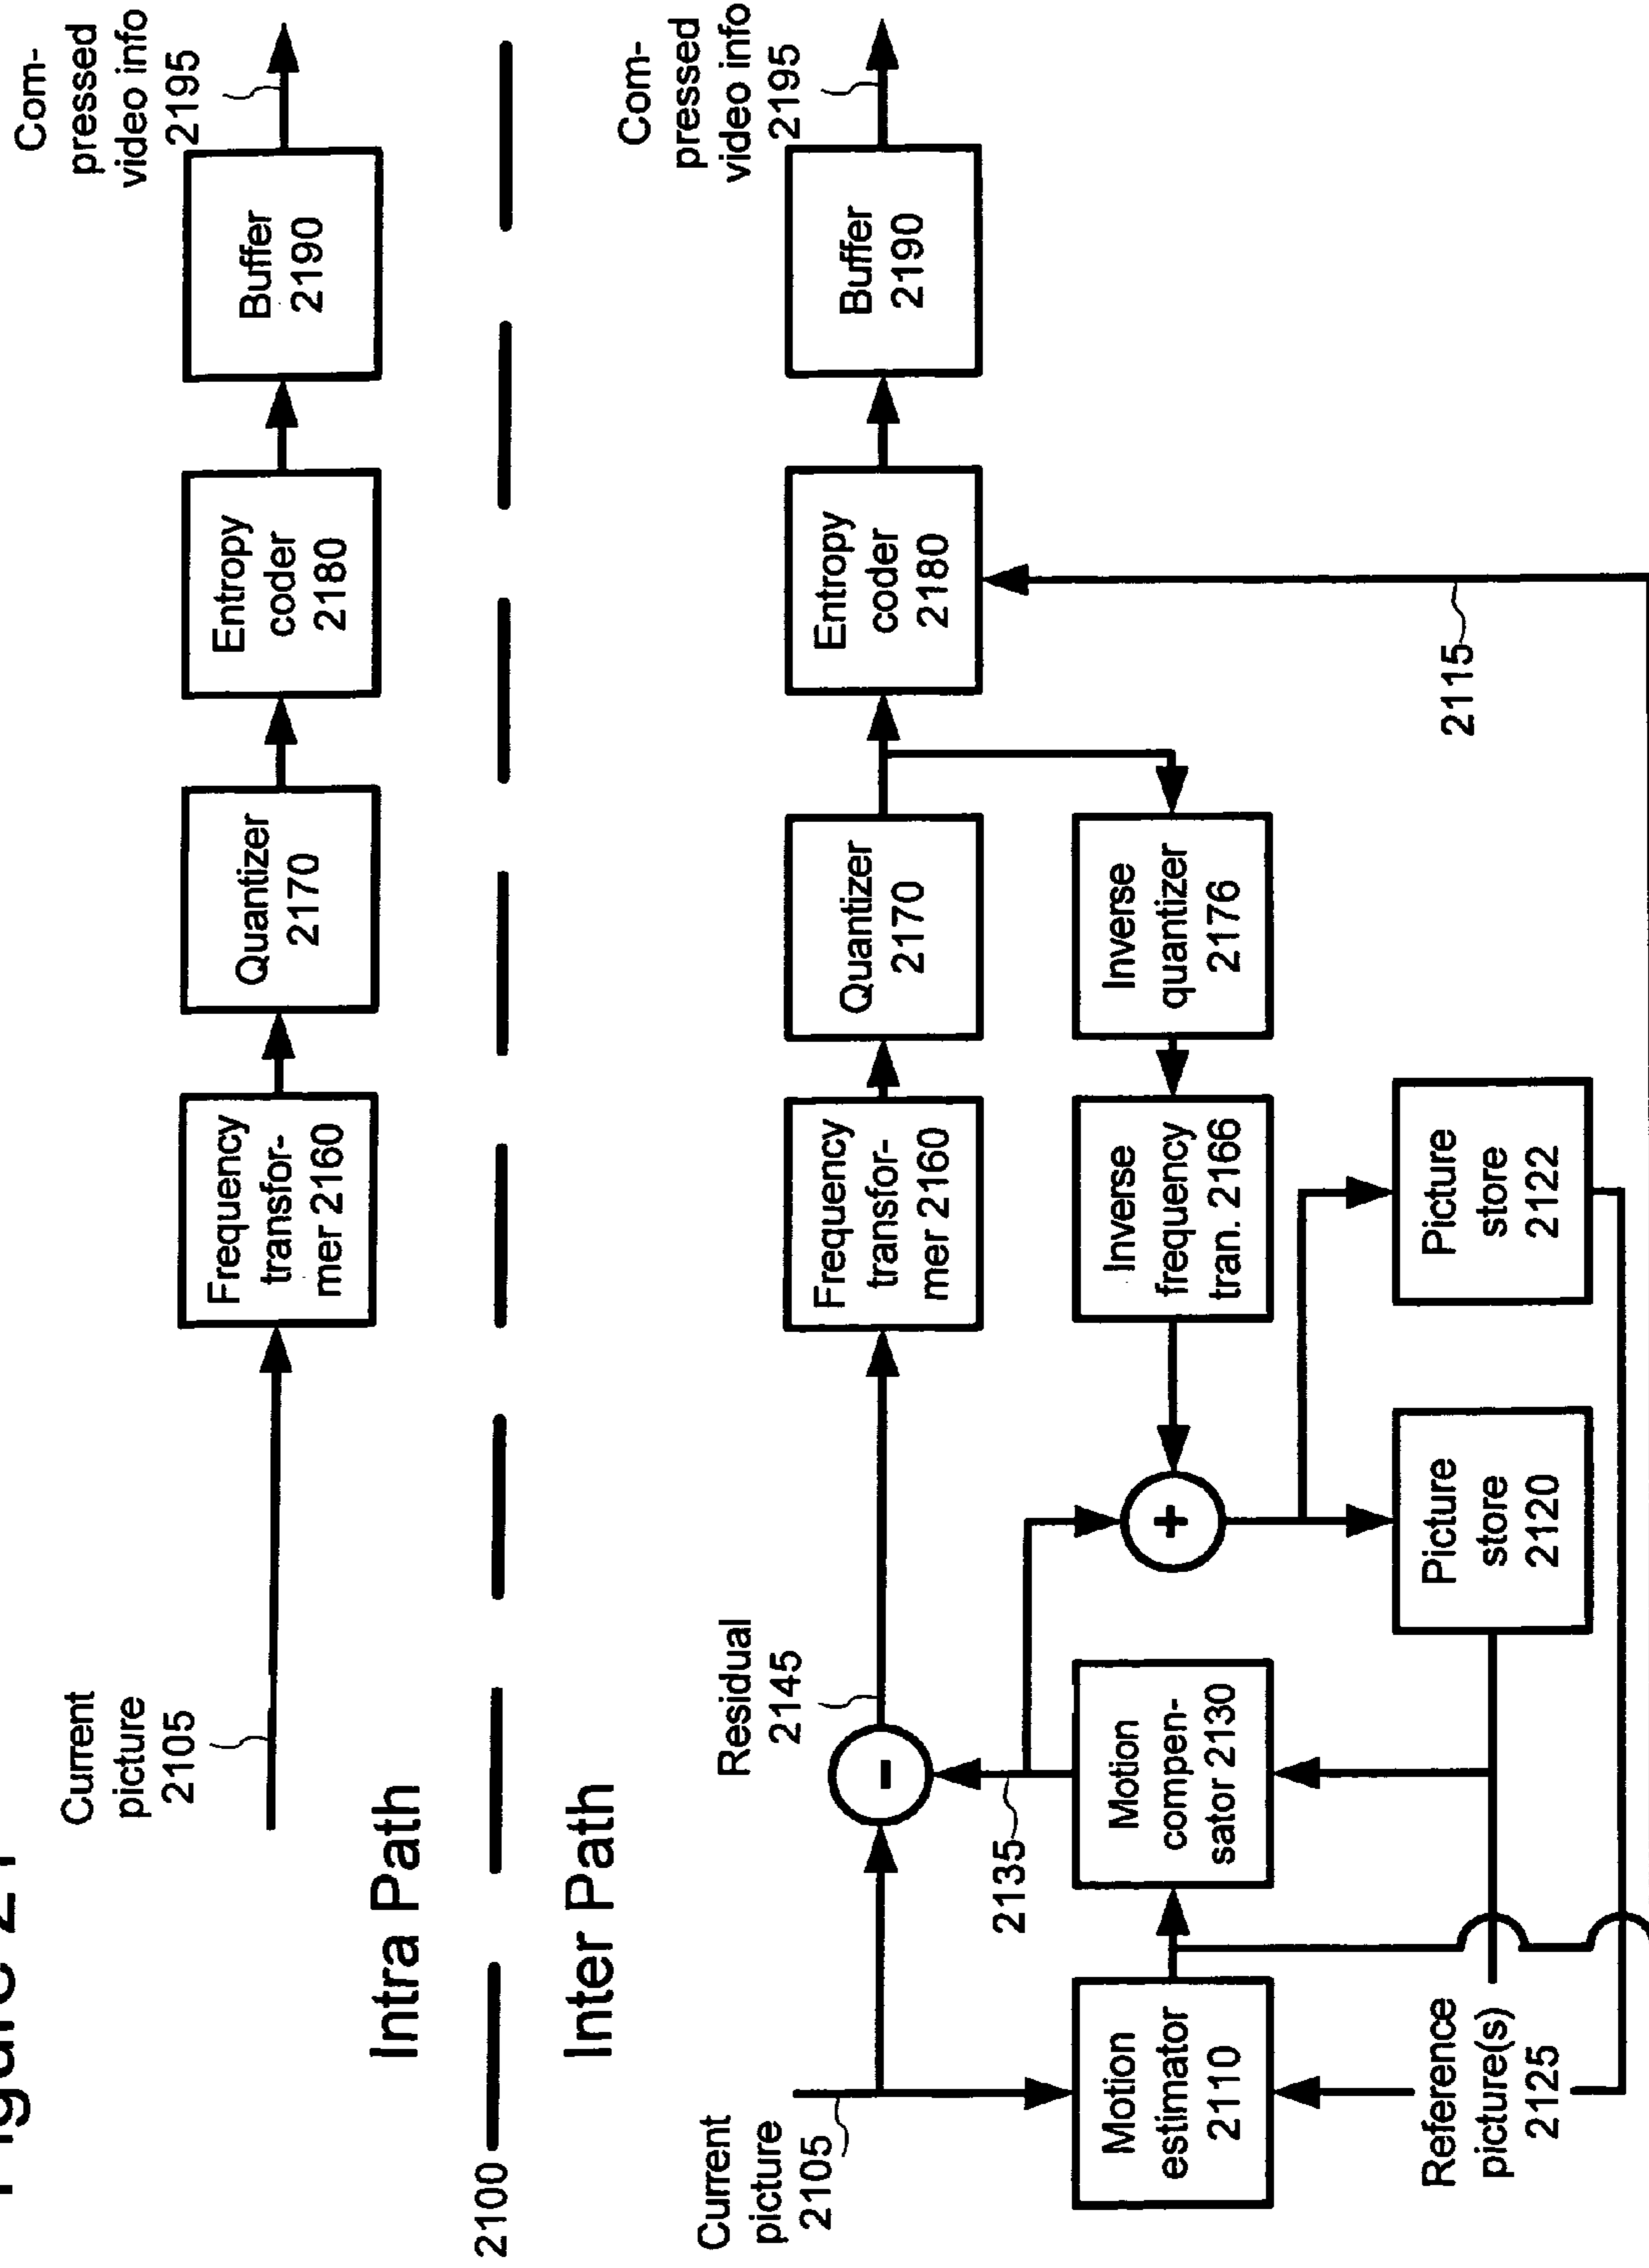 Figure 21
Current
picture
2105
Frequency
transfor-
mer 2160
Quantizer
2170
Entropy
coder
2180
Buffer
2190
Com-
pressed
video info
2195
Intra Path
2100
Inter Path
Current
picture
2105
Residual
2145
Frequency
transfor-
mer 2160
Quantizer
2170
Entropy
coder
2180
Buffer
2190
Com-
pressed
video info
2195
2135
-
+
Motion
estimator
2110
Motion
compen-
sator 2130
Inverse
frequency
tran. 2166
Inverse
quantizer
2176
2115
Reference
picture(s)
2125
Picture
store
2120
Picture
store
2122